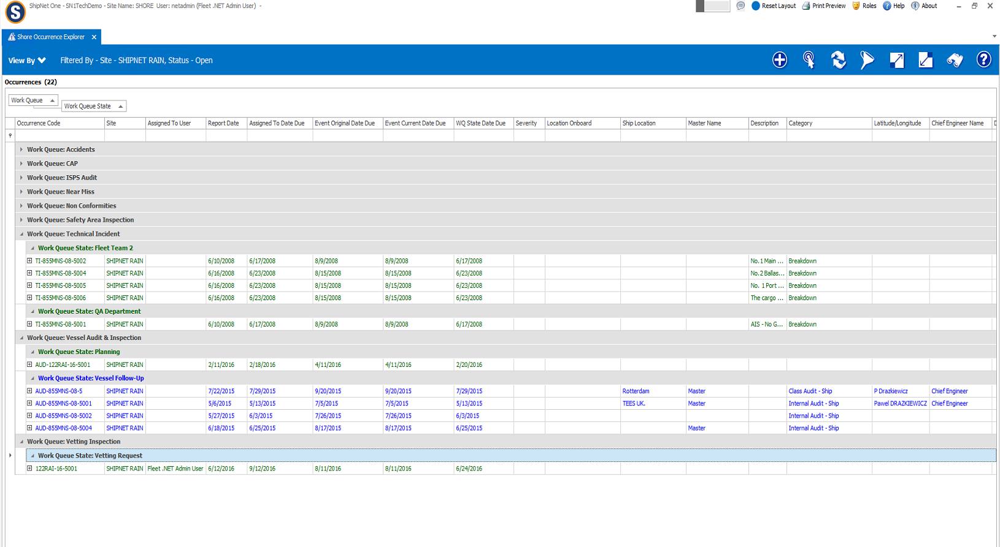 ShipNet One - SN1TechDemo - Site Name: SHORE User: netadmin (Fleet .NET Admin User) -
Reset Layout Print Preview Roles Help About
S
Shore Occurrence Explorer
View By Filtered By - Site - SHIPNET RAIN, Status - Open
Occurrences (22)
Work Queue
Work Queue State
Occurrence Code Site Assigned To User Report Date Assigned To Date Due Event Original Date Due Event Current Date Due WQ State Date Due Severity Location Onboard Ship Location Master Name Description Category Latitude/Longitude Chief Engineer Name
Work Queue: Accidents
Work Queue: CAP
Work Queue: ISPS Audit
Work Queue: Near Miss
Work Queue: Non Conformities
Work Queue: Safety Area Inspection
Work Queue: Technical Incident
Work Queue State: Fleet Team 2
TI-855MNS-08-5002 SHIPNET RAIN 6/10/2008 6/17/2008 8/9/2008 8/9/2008 6/17/2008 No.1 Main ... Breakdown
TI-855MNS-08-5004 SHIPNET RAIN 6/16/2008 6/23/2008 8/15/2008 8/15/2008 6/23/2008 No.2 Ballas... Breakdown
TI-855MNS-08-5005 SHIPNET RAIN 6/16/2008 6/23/2008 8/15/2008 8/15/2008 6/23/2008 No. 1 Port ... Breakdown
TI-855MNS-08-5006 SHIPNET RAIN 6/16/2008 6/23/2008 8/15/2008 8/15/2008 6/23/2008 The cargo ... Breakdown
Work Queue State: QA Department
TI-855MNS-08-5001 SHIPNET RAIN 6/10/2008 6/17/2008 8/9/2008 8/9/2008 6/17/2008 AIS - No G... Breakdown
Work Queue: Vessel Audit & Inspection
Work Queue State: Planning
AUD-122RAI-16-5001 SHIPNET RAIN 2/11/2016 2/18/2016 4/11/2016 4/11/2016 2/20/2016
Work Queue State: Vessel Follow-Up
AUD-855MNS-08-5 SHIPNET RAIN 7/22/2015 7/29/2015 9/20/2015 9/20/2015 7/29/2015 Rotterdam Master Class Audit - Ship P Drazkiewicz Chief Engineer
AUD-855MNS-08-5001 SHIPNET RAIN 5/6/2015 5/13/2015 7/5/2015 7/5/2015 5/13/2015 TEES UK. Master Internal Audit - Ship Pawel DRAZKIEWICZ Chief Engineer
AUD-855MNS-08-5002 SHIPNET RAIN 5/27/2015 6/3/2015 7/26/2015 7/26/2015 6/3/2015 Internal Audit - Ship
AUD-855MNS-08-5004 SHIPNET RAIN 6/18/2015 6/25/2015 8/17/2015 8/17/2015 6/25/2015 Master Internal Audit - Ship
Work Queue: Vetting Inspection
Work Queue State: Vetting Request
122RAI-16-5001 SHIPNET RAIN Fleet .NET Admin User 6/12/2016 9/12/2016 8/11/2016 8/11/2016 6/24/2016